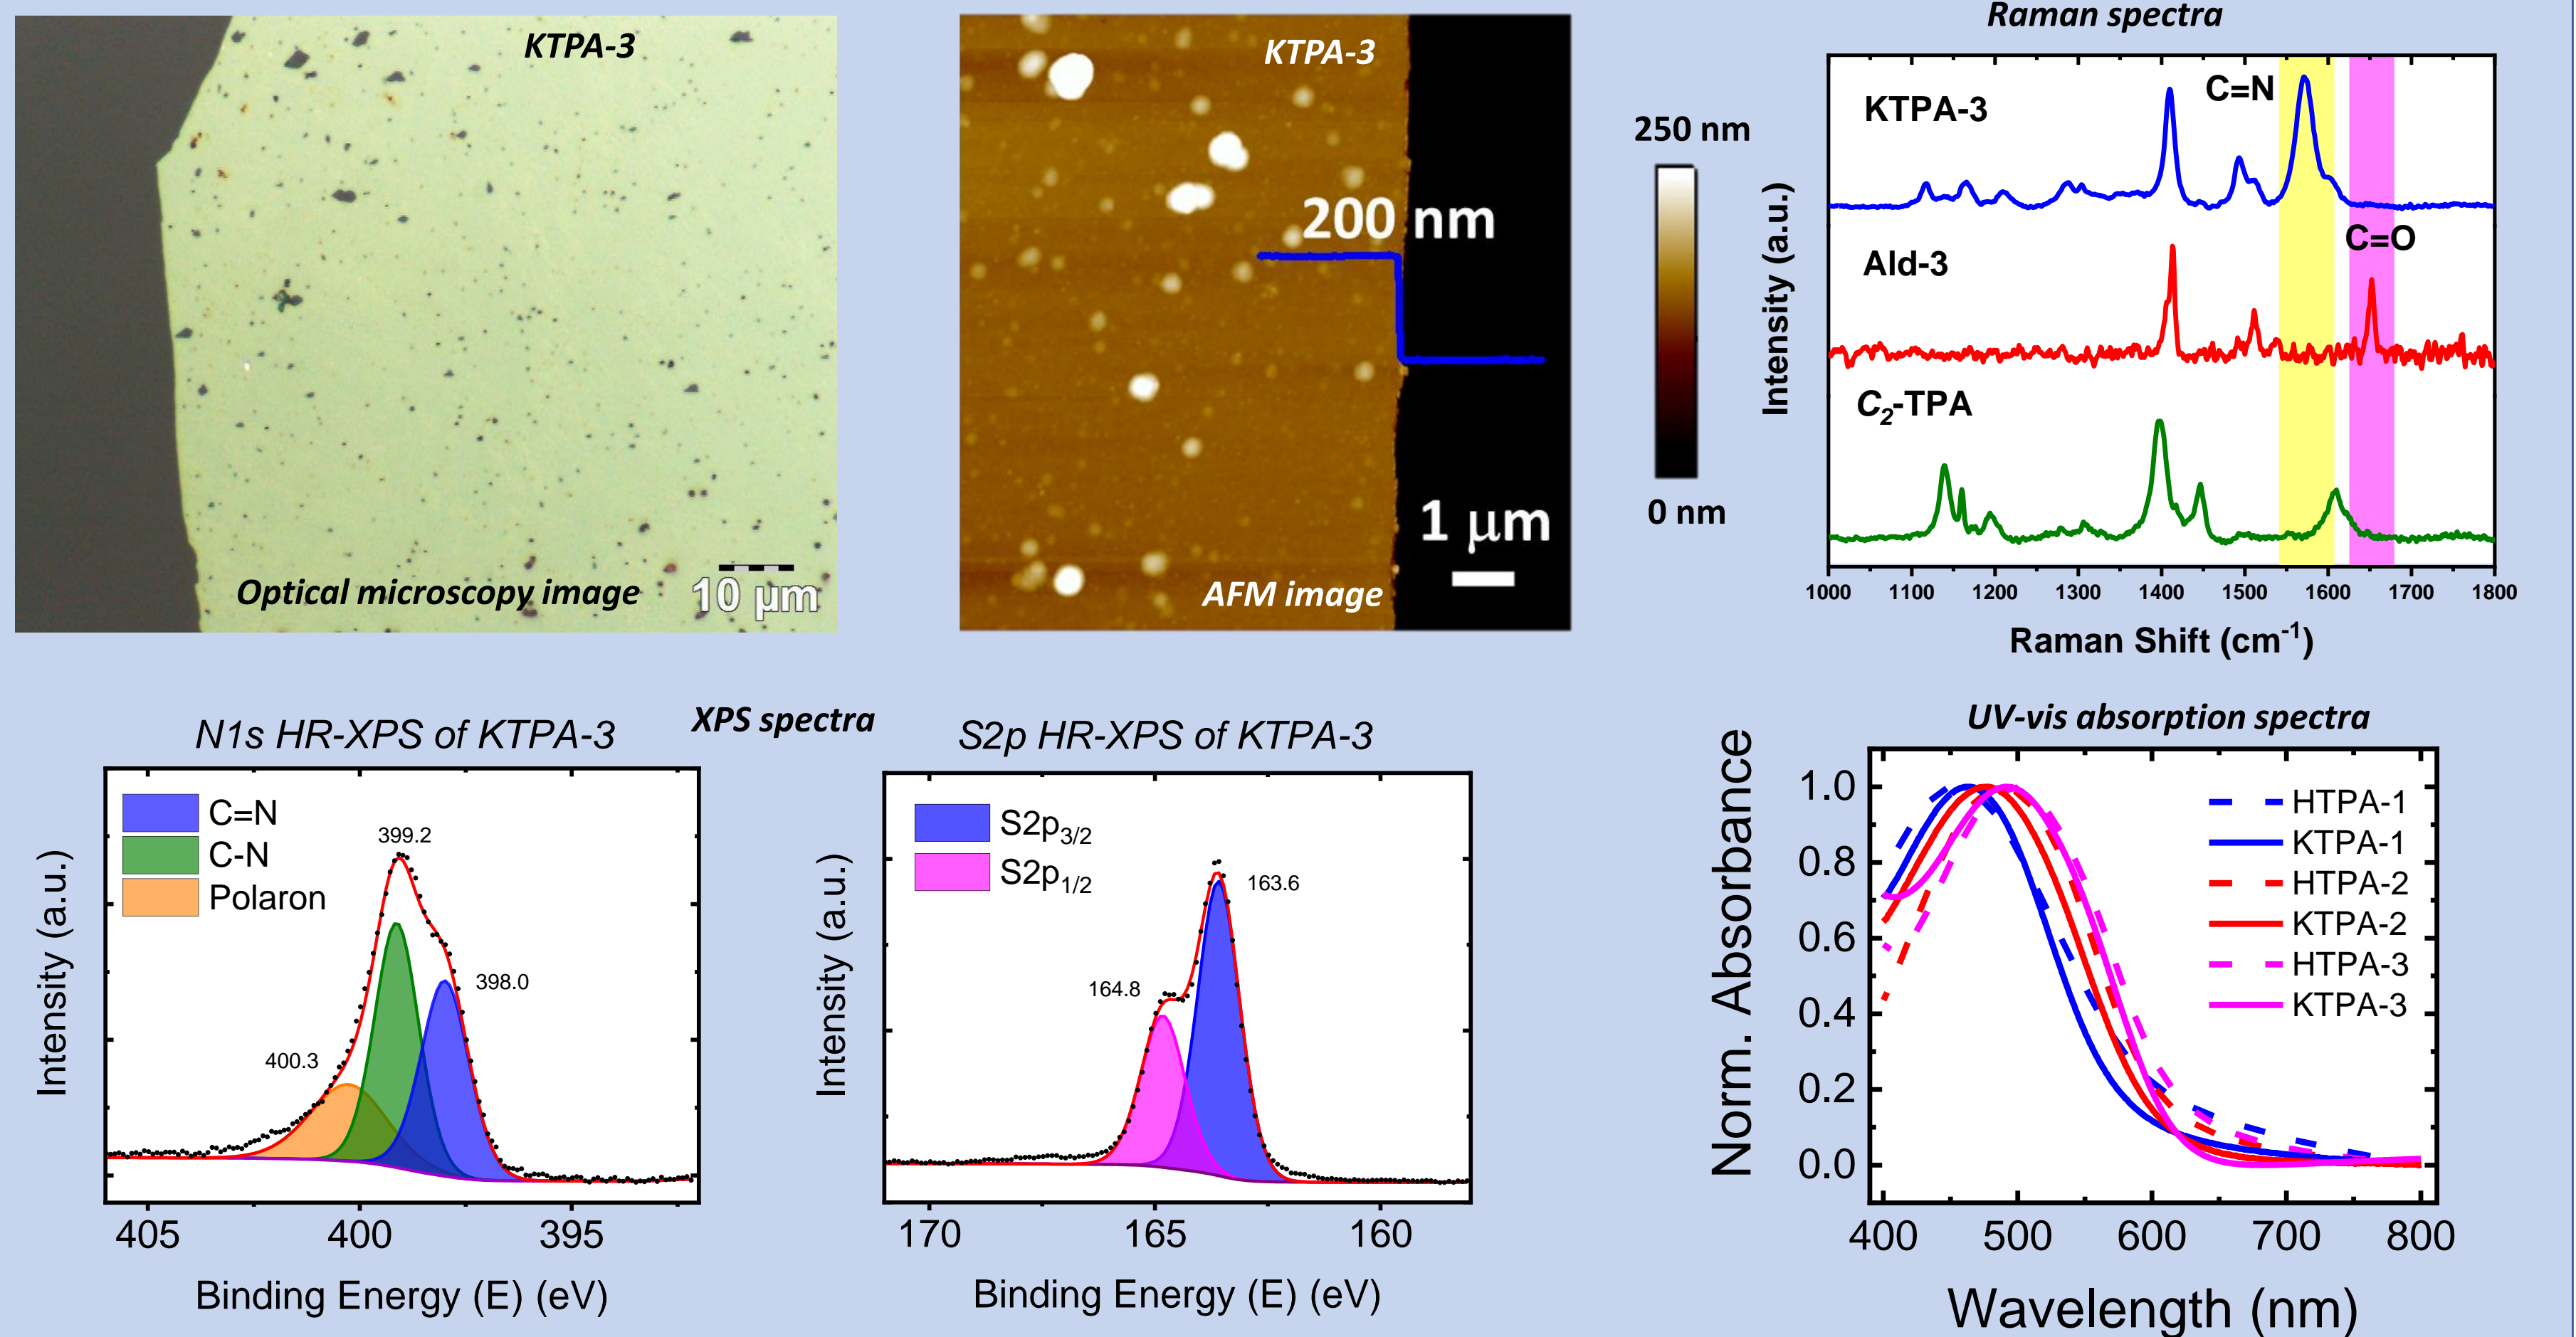 KTPA-3
Optical microscopy image
10 µm
KTPA-3
200 nm
1 µm
AFM image
250 nm
0 nm
Raman spectra
KTPA-3
C=N
C=O
Ald-3
C2-TPA
Intensity (a.u.)
1000 1100 1200 1300 1400 1500 1600 1700 1800
Raman Shift (cm-1)
XPS spectra
N1s HR-XPS of KTPA-3
C=N
C-N
Polaron
399.2
398.0
400.3
Intensity (a.u.)
405 400 395
Binding Energy (E) (eV)
S2p HR-XPS of KTPA-3
S2p3/2
S2p1/2
163.6
164.8
Intensity (a.u.)
170 165 160
Binding Energy (E) (eV)
UV-vis absorption spectra
HTPA-1
KTPA-1
HTPA-2
KTPA-2
HTPA-3
KTPA-3
Norm. Absorbance
1.0
0.8
0.6
0.4
0.2
0.0
400 500 600 700 800
Wavelength (nm)